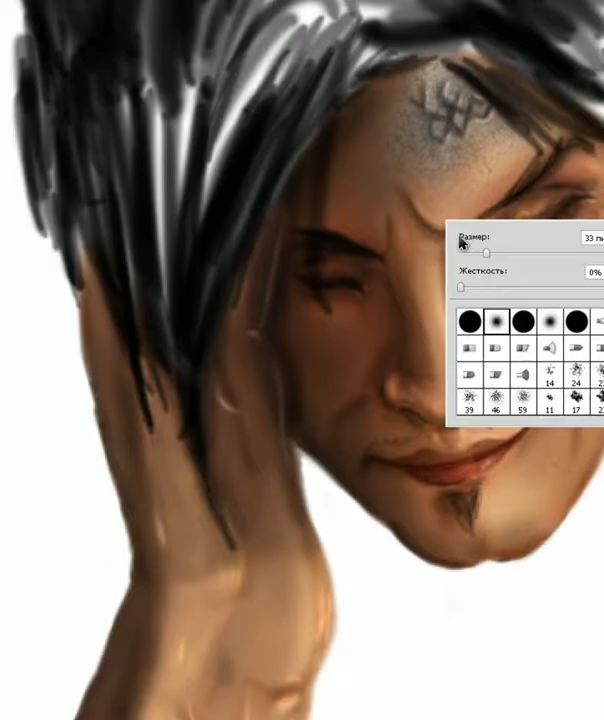 Размер:
33 пи
Жесткость:
0%
14 24
39 46 59 11 17